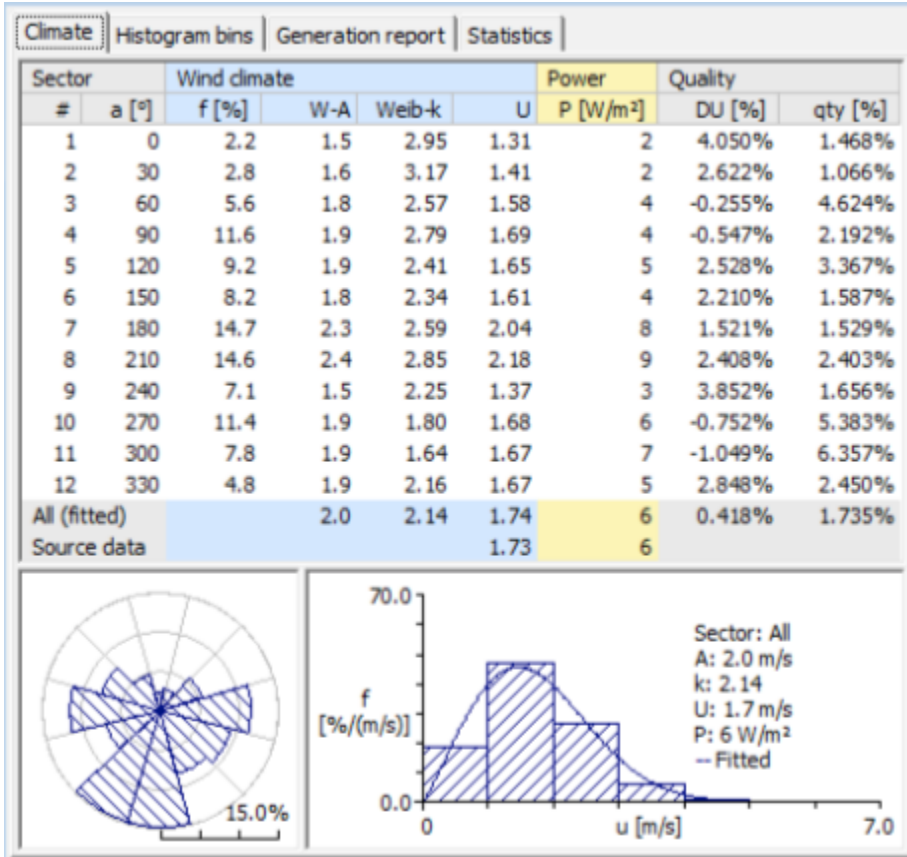 Climate Histogram bins Generation report Statistics
Sector Wind climate Power Quality
# a [°] f [%] W-A Weib-k U P [W/m²] DU [%] qty [%]
1 0 2.2 1.5 2.95 1.31 2 4.050% 1.468%
2 30 2.8 1.6 3.17 1.41 2 2.622% 1.066%
3 60 5.6 1.8 2.57 1.58 4 -0.255% 4.624%
4 90 11.6 1.9 2.79 1.69 4 -0.547% 2.192%
5 120 9.2 1.9 2.41 1.65 5 2.528% 3.367%
6 150 8.2 1.8 2.34 1.61 4 2.210% 1.587%
7 180 14.7 2.3 2.59 2.04 8 1.521% 1.529%
8 210 14.6 2.4 2.85 2.18 9 2.408% 2.403%
9 240 7.1 1.5 2.25 1.37 3 3.852% 1.656%
10 270 11.4 1.9 1.80 1.68 6 -0.752% 5.383%
11 300 7.8 1.9 1.64 1.67 7 -1.049% 6.357%
12 330 4.8 1.9 2.16 1.67 5 2.848% 2.450%
All (fitted) 2.0 2.14 1.74 6 0.418% 1.735%
Source data 1.73 6
15.0%
70.0
f
[%/(m/s)]
0.0
0 u [m/s] 7.0
Sector: All
A: 2.0 m/s
k: 2.14
U: 1.7 m/s
P: 6 W/m²
-- Fitted